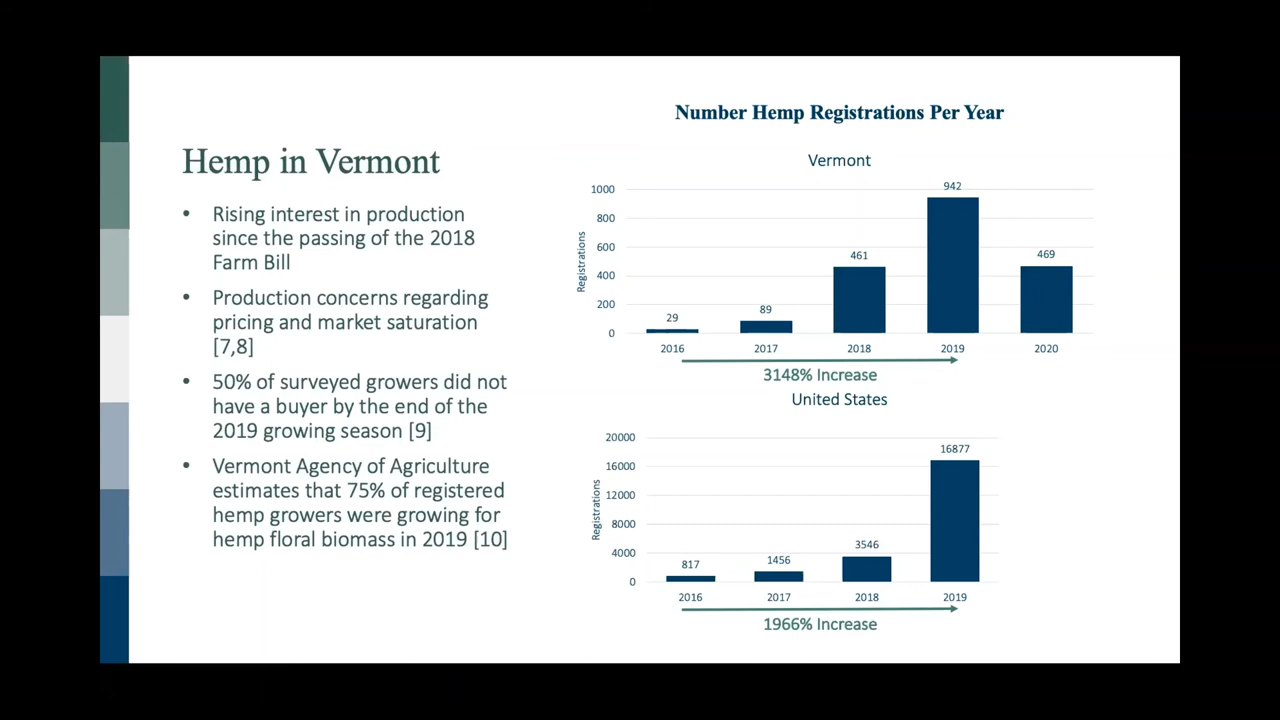 Number Hemp Registrations Per Year
Hemp in Vermont
• Rising interest in production
since the passing of the 2018
Farm Bill
• Production concerns regarding
pricing and market saturation
[7,8]
• 50% of surveyed growers did not
have a buyer by the end of the
2019 growing season [9]
• Vermont Agency of Agriculture
estimates that 75% of registered
hemp growers were growing for
hemp floral biomass in 2019 [10]
Vermont
Registrations
1000
800
600
400
200
0
29
89
461
942
469
2016 2017 2018 2019 2020
3148% Increase
United States
Registrations
20000
16000
12000
8000
4000
0
817
1456
3546
16877
2016 2017 2018 2019
1966% Increase